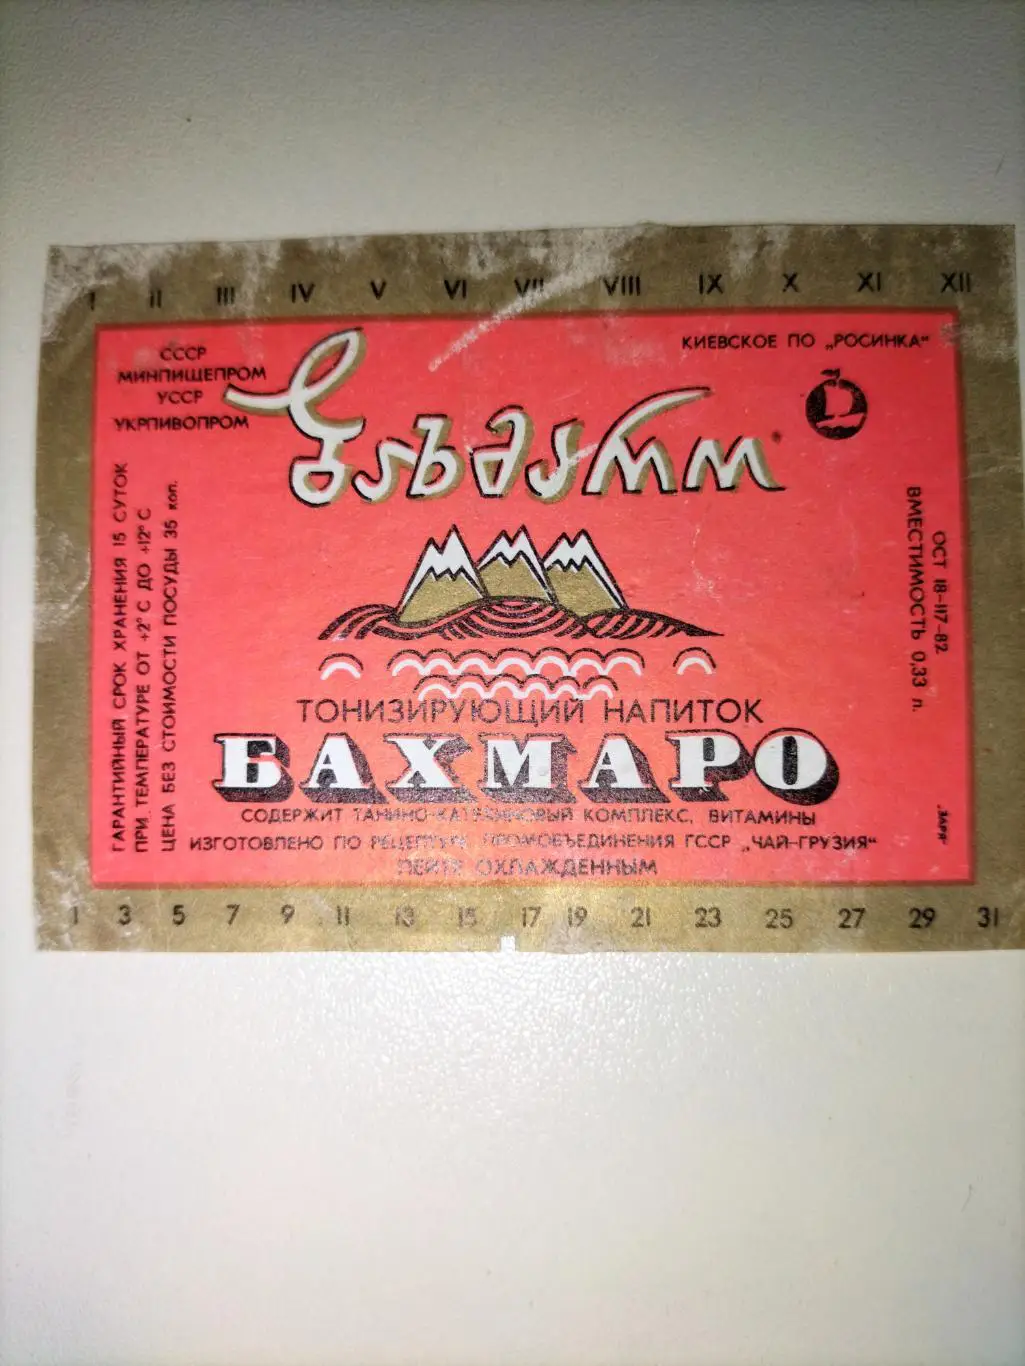 I II III IV V VI VII VIII IX X XI XII
СССР
МИНПИЩЕПРОМ
УССР
УКРПИВОПРОМ
КИЕВСКОЕ ПО „РОСИНКА"
ბახმარო
ГАРАНТИЙНЫЙ СРОК ХРАНЕНИЯ 15 СУТОК
ПРИ ТЕМПЕРАТУРЕ ОТ +2° С ДО +12° С
ЦЕНА БЕЗ СТОИМОСТИ ПОСУДЫ 35 коп.
ОСТ 18-117-82
ВМЕСТИМОСТЬ 0,33 л.
ТОНИЗИРУЮЩИЙ НАПИТОК
БАХМАРО
СОДЕРЖИТ ТАНИНО-КАТЕХИНОВЫЙ КОМПЛЕКС, ВИТАМИНЫ
ИЗГОТОВЛЕНО ПО РЕЦЕПТУРЕ ПРОМОБЪЕДИНЕНИЯ ГССР „ЧАЙ-ГРУЗИЯ"
ПЕЙТЕ ОХЛАЖДЕННЫМ
„ЗАРЯ"
1 3 5 7 9 11 13 15 17 19 21 23 25 27 29 31